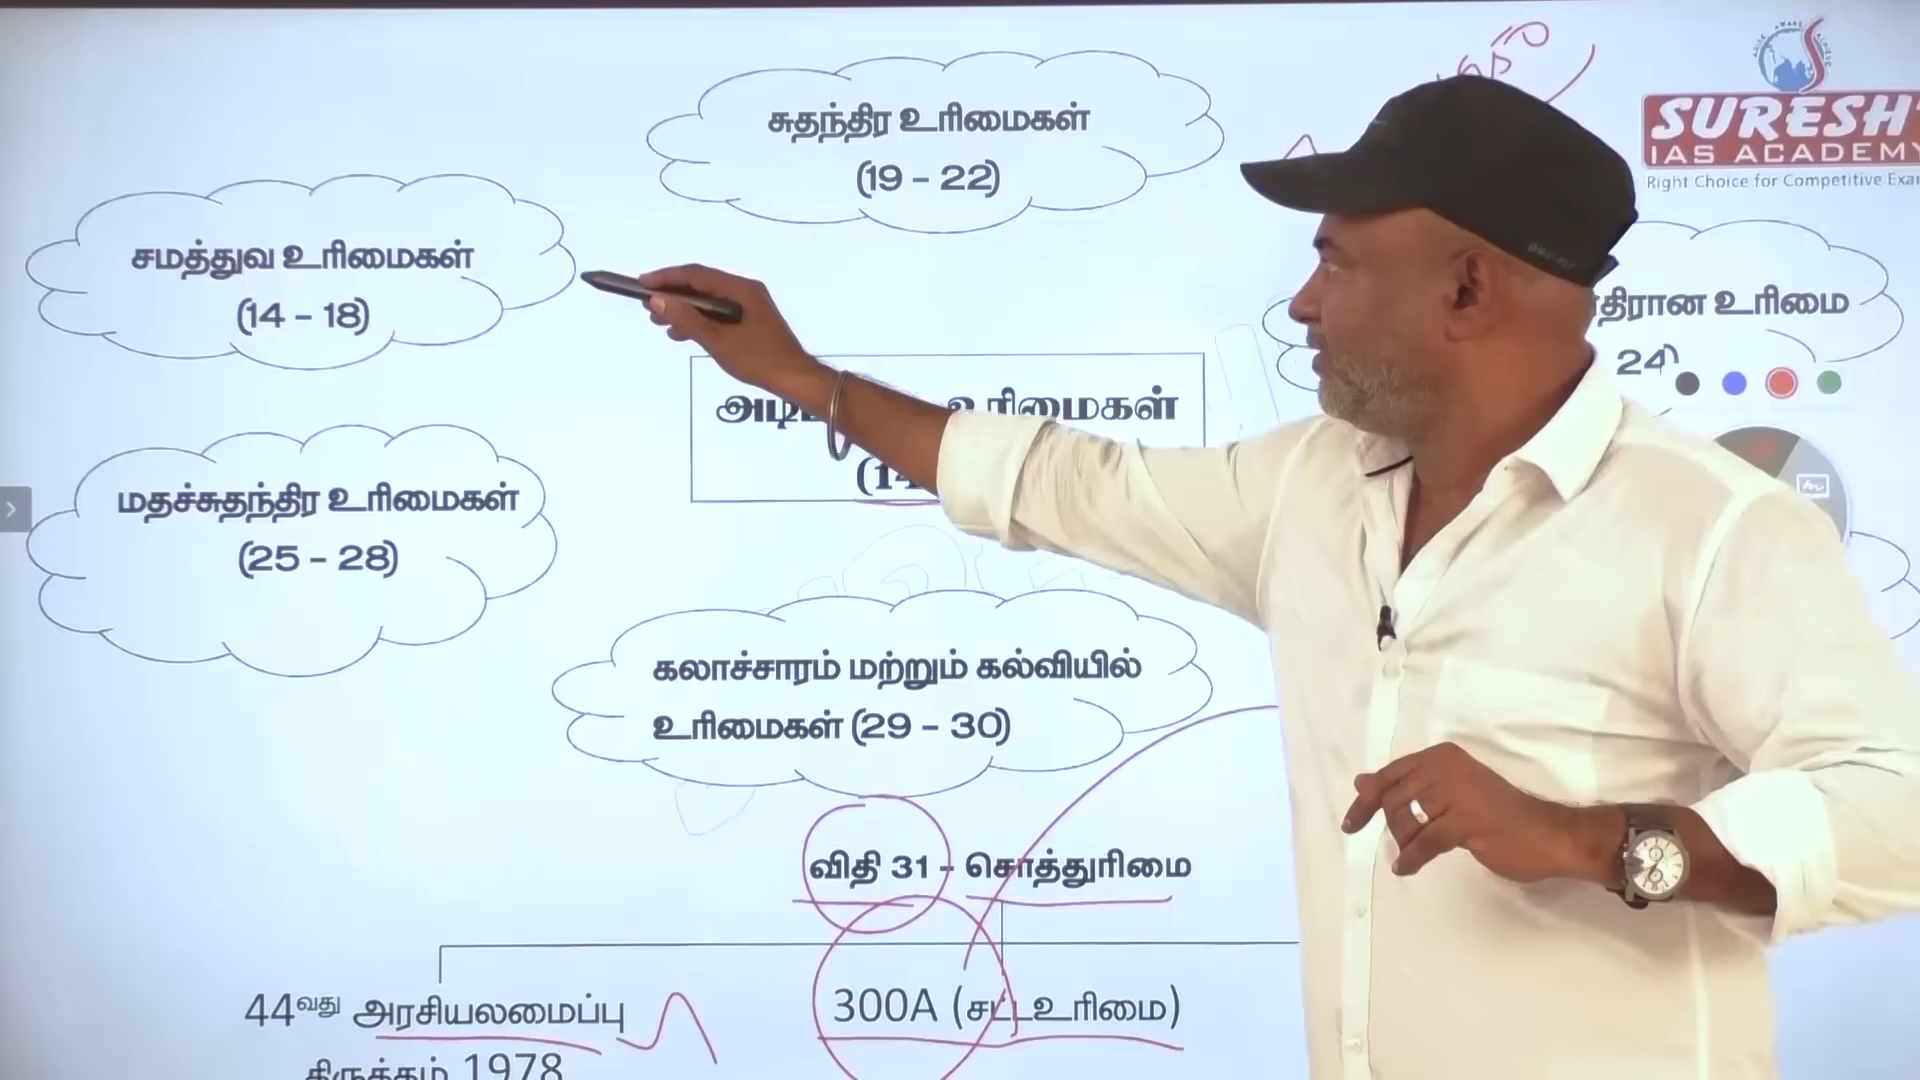 சுதந்திர உரிமைகள்
(19 – 22)
SURESH'
IAS ACADEMY
Right Choice for Competitive Exam
சமத்துவ உரிமைகள்
(14 – 18)
உரிமை
24)
உரிமைகள்
மதச்சுதந்திர உரிமைகள்
(25 – 28)
கலாச்சாரம் மற்றும் கல்வியில்
உரிமைகள் (29 – 30)
விதி 31 - சொத்துரிமை
44வது அரசியலமைப்பு
300A (சட்டஉரிமை)
1978